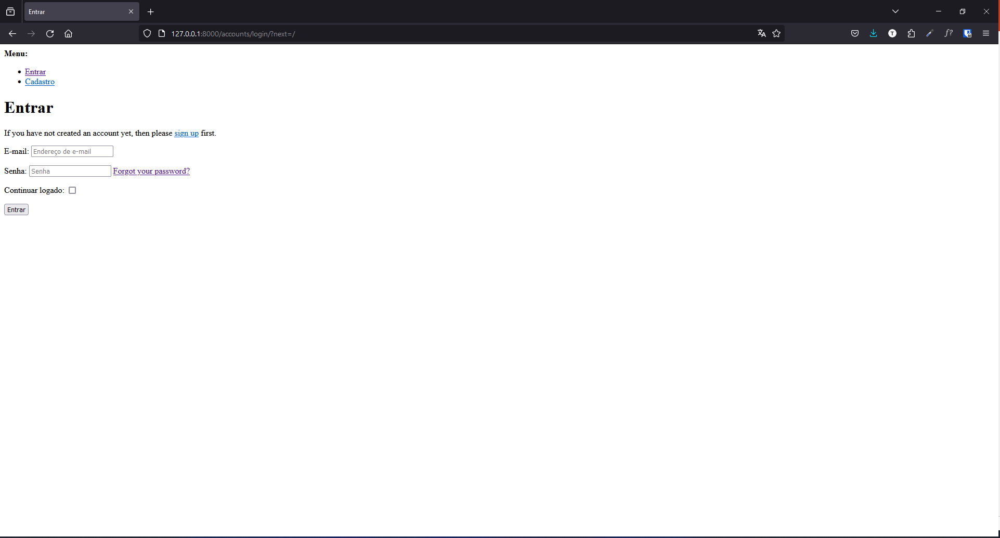 Entrar
127.0.0.1:8000/accounts/login/?next=/
T
f?
Menu:
Entrar
Cadastro
Entrar
If you have not created an account yet, then please sign up first.
E-mail: Endereço de e-mail
Senha: Senha Forgot your password?
Continuar logado:
Entrar